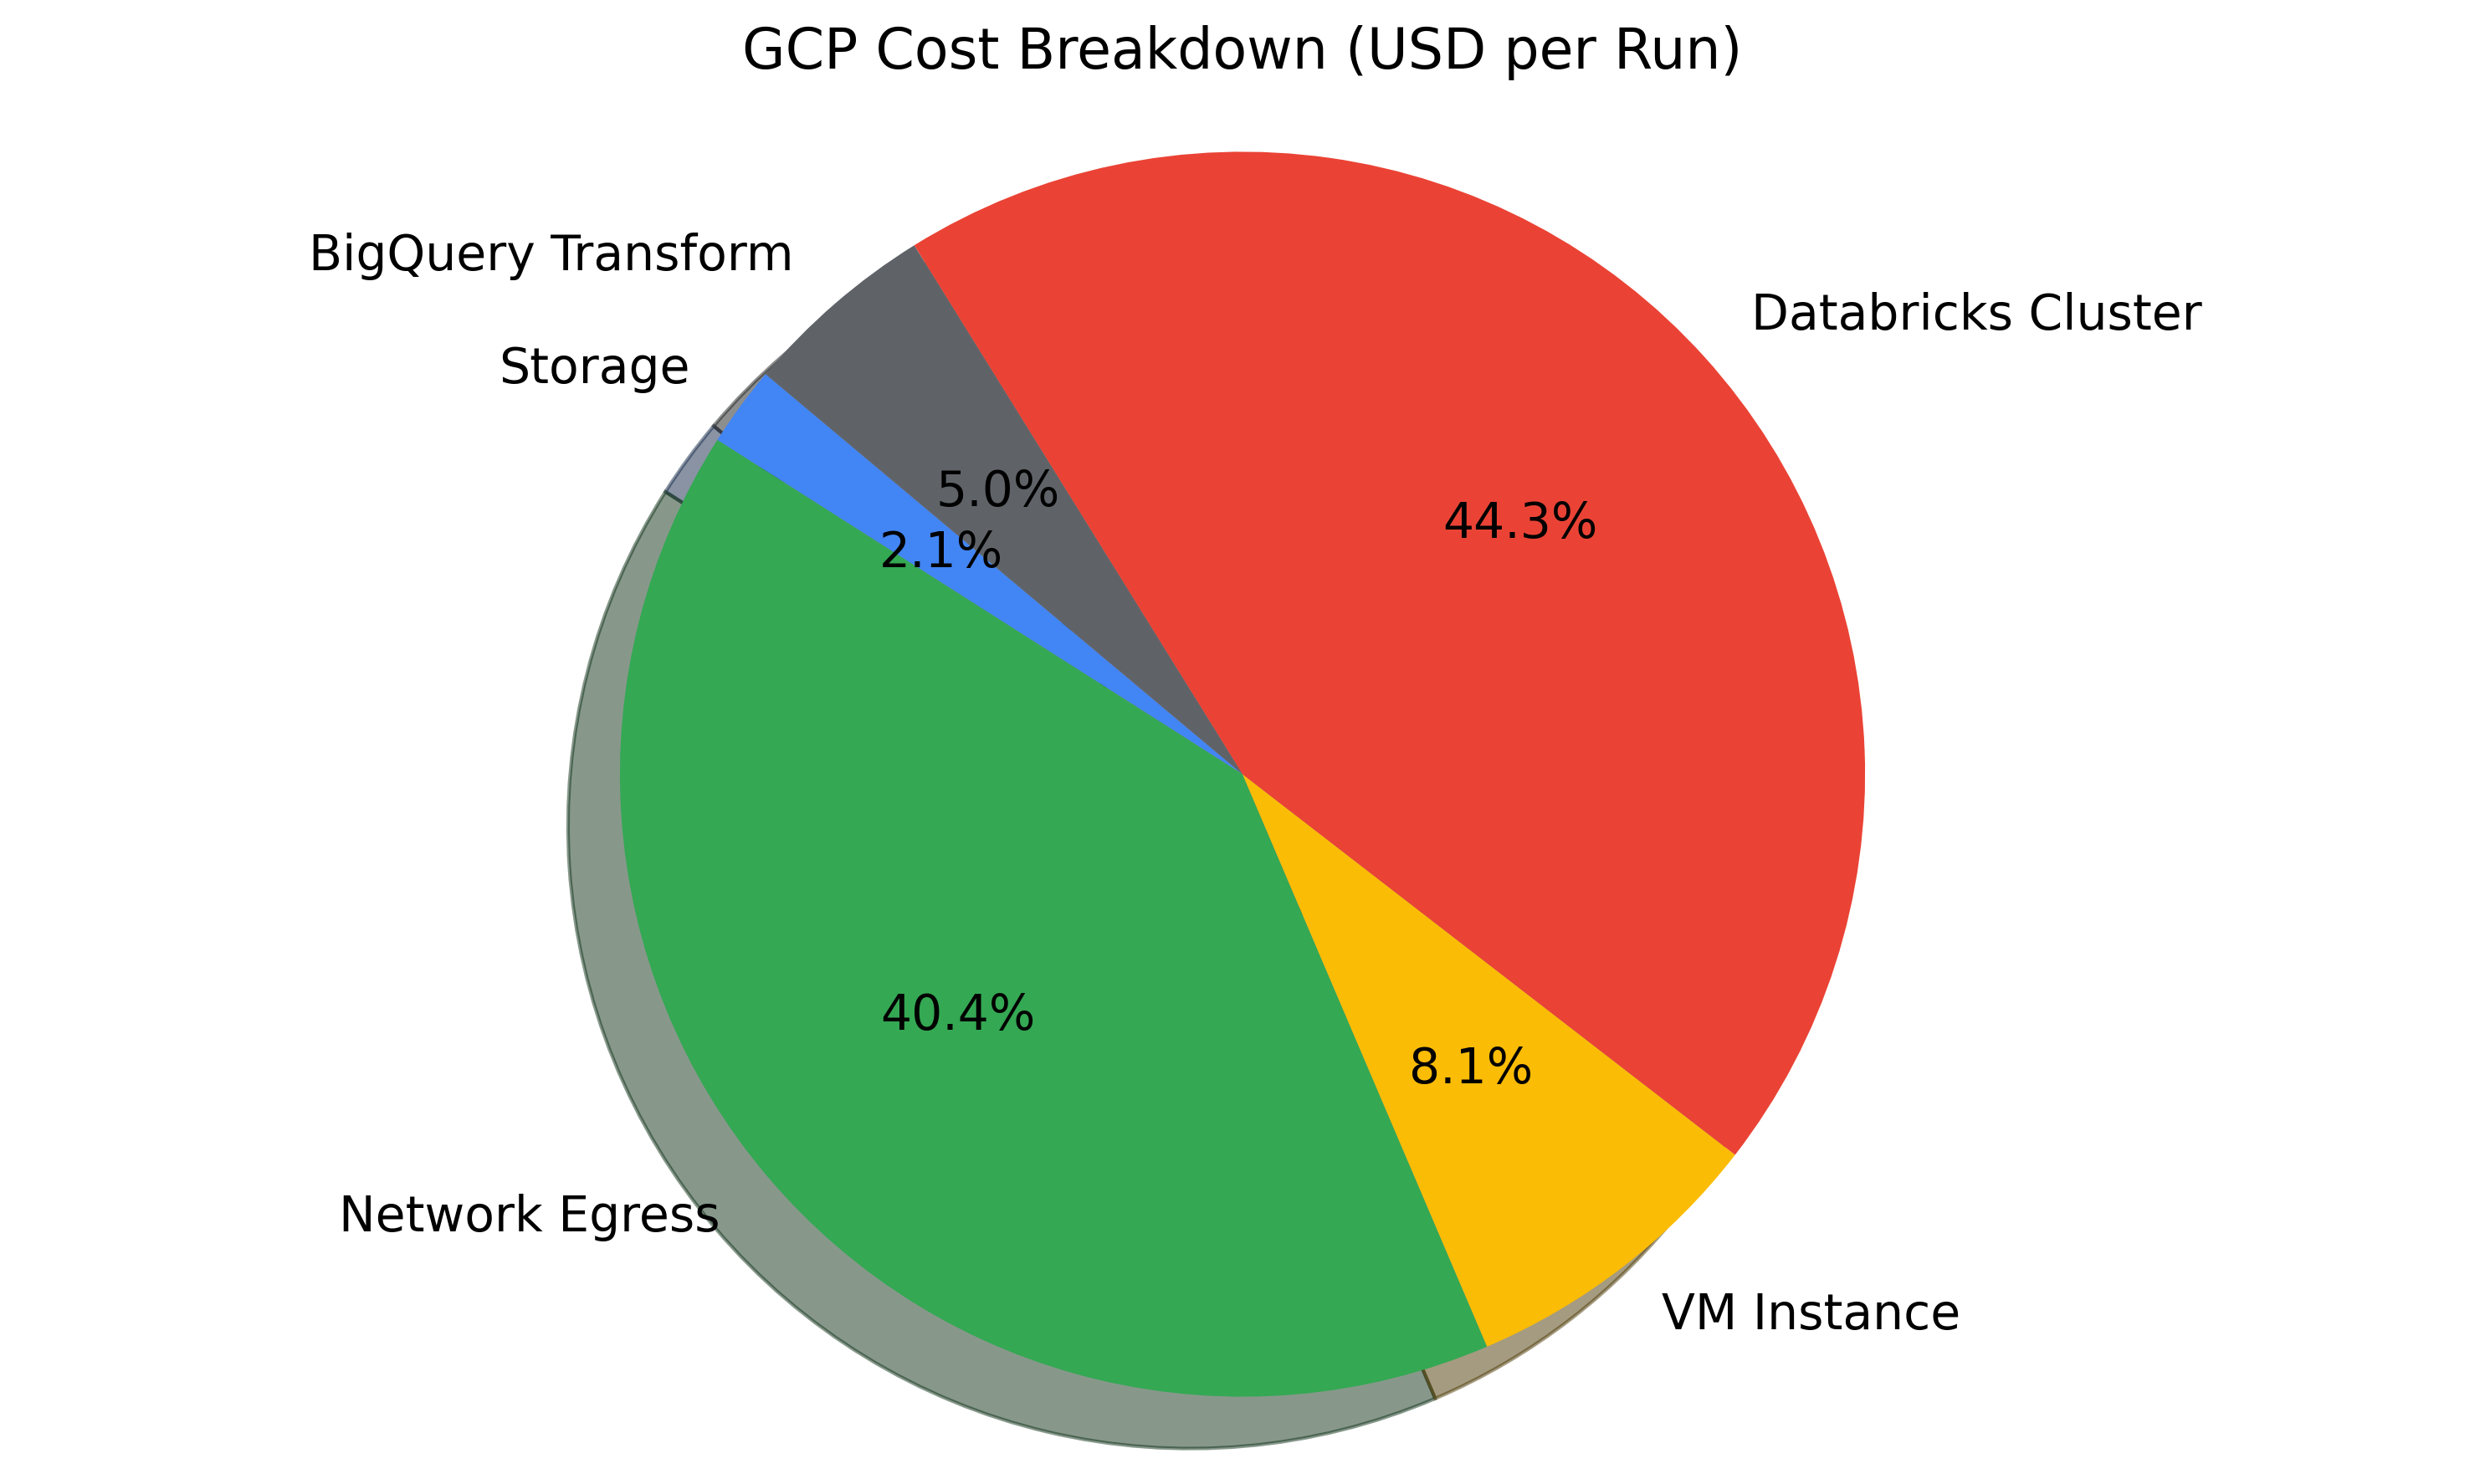 GCP Cost Breakdown (USD per Run)
BigQuery Transform
Databricks Cluster
Storage
5.0%
44.3%
2.1%
40.4%
8.1%
Network Egress
VM Instance